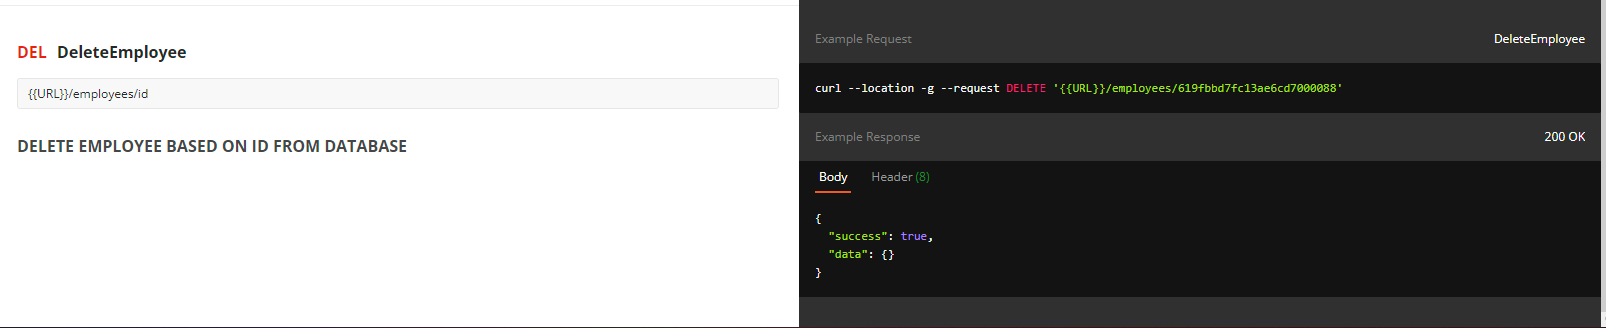 DEL DeleteEmployee
{{URL}}/employees/id
DELETE EMPLOYEE BASED ON ID FROM DATABASE
Example Request DeleteEmployee
curl --location -g --request DELETE '{{URL}}/employees/619fbbd7fc13ae6cd7000088'
Example Response 200 OK
Body Header (8)
{
"success": true,
"data": {}
}